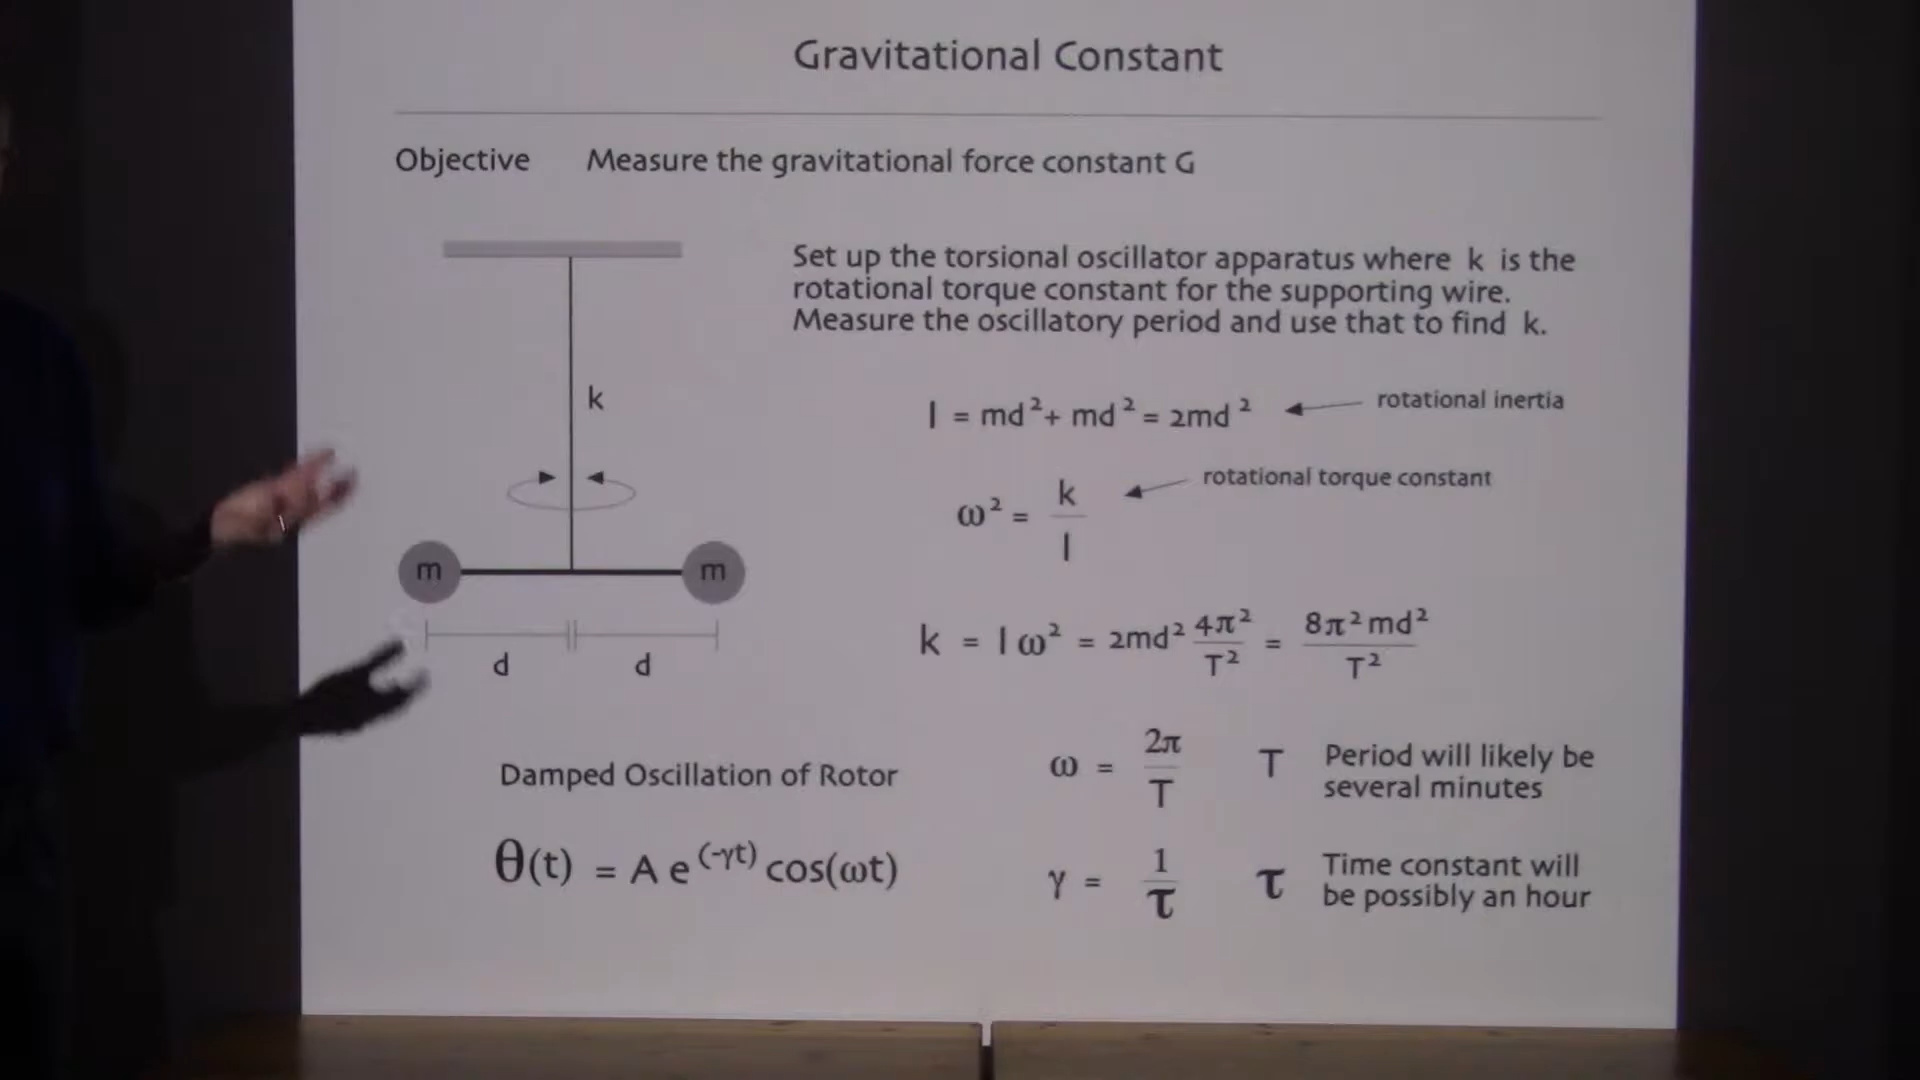 Gravitational Constant
Objective Measure the gravitational force constant G
Set up the torsional oscillator apparatus where k is the
rotational torque constant for the supporting wire.
Measure the oscillatory period and use that to find k.
k
m m
d d
I = md² + md² = 2md² rotational inertia
ω² = k / I rotational torque constant
k = I ω² = 2md² 4π² / T² = 8π² md² / T²
Damped Oscillation of Rotor
θ(t) = A e^(-γt) cos(ωt)
ω = 2π / T
T Period will likely be
several minutes
γ = 1 / τ
τ Time constant will
be possibly an hour